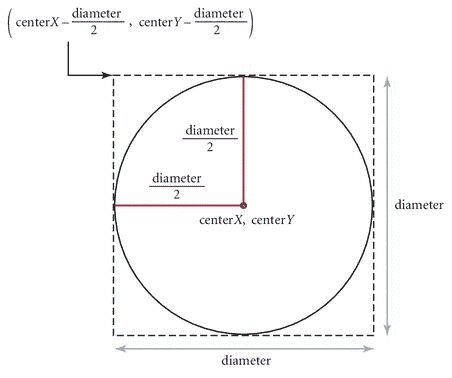 (centerX – diameter/2 , centerY – diameter/2)
diameter/2
diameter/2
centerX, centerY
diameter
diameter